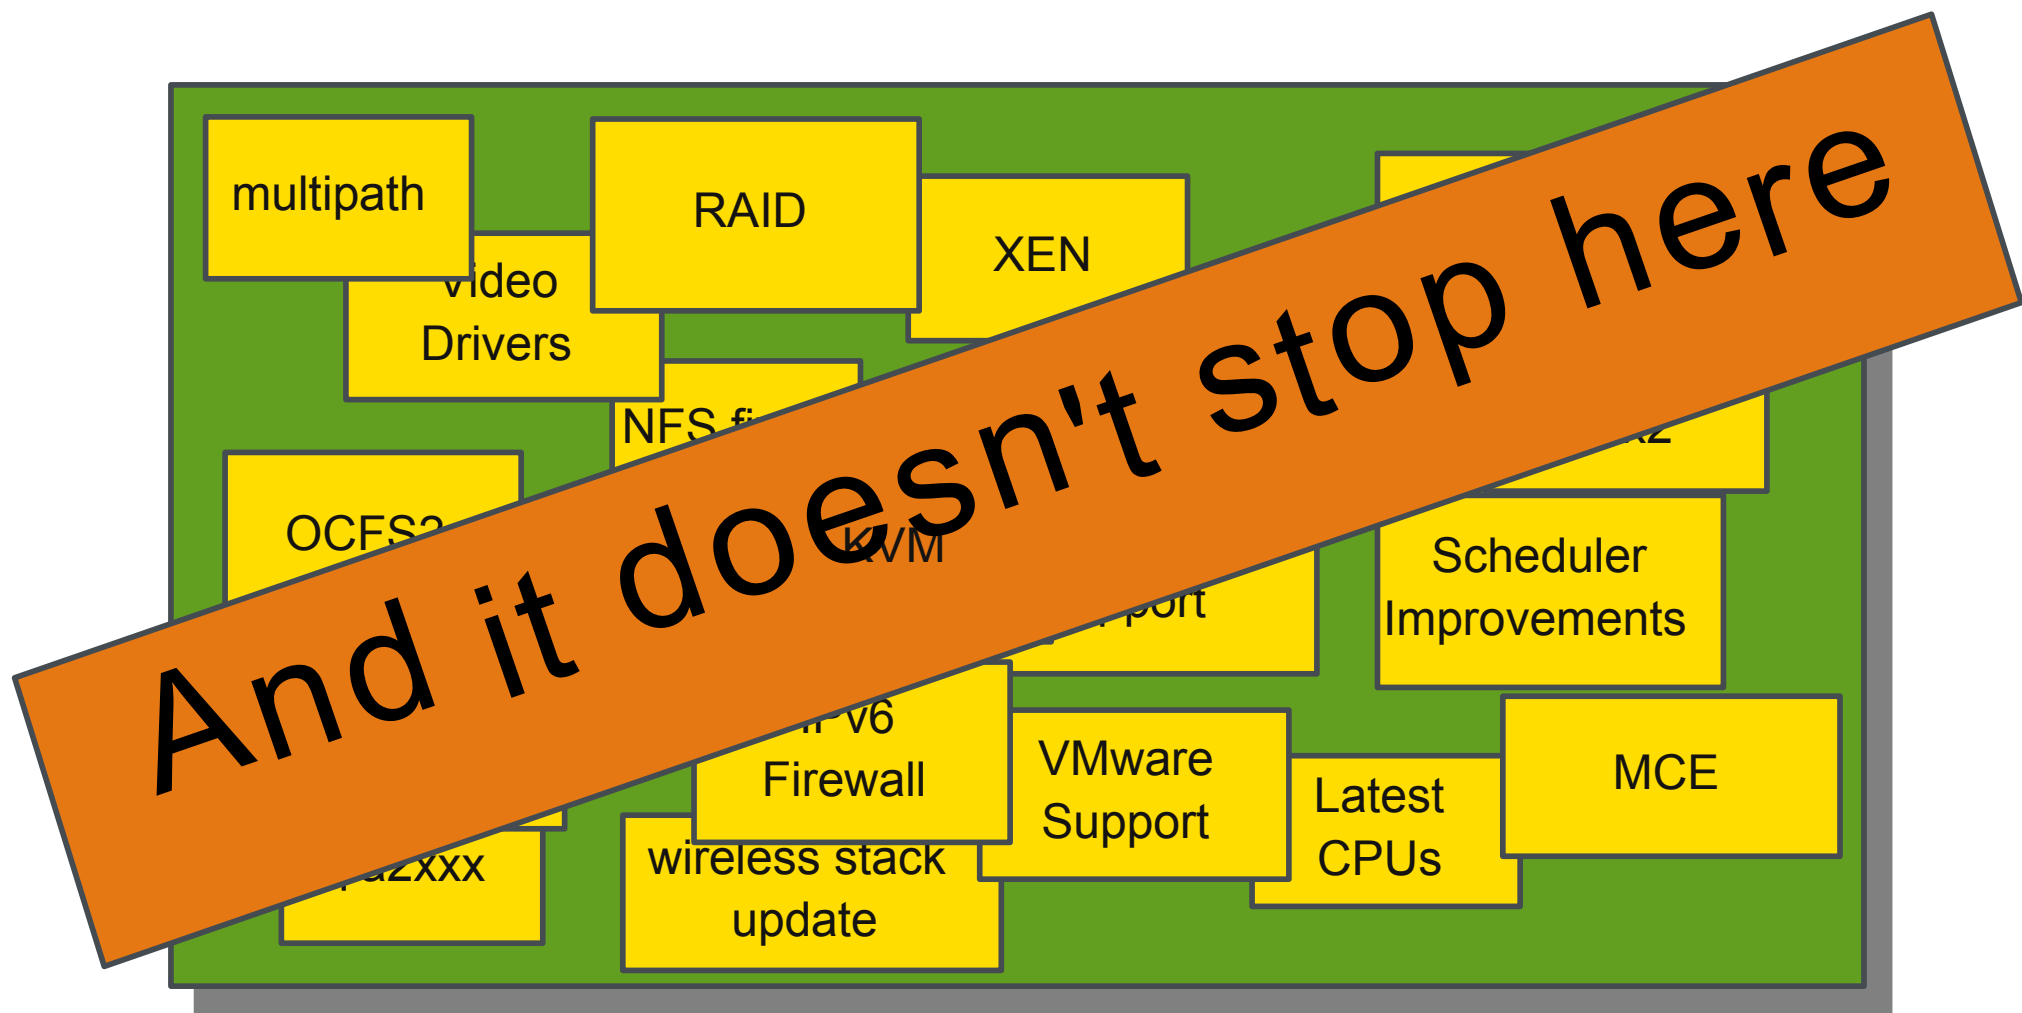 multipath
RAID
XEN
Video
Drivers
NFS
OCFS2
And it doesn't stop here
KVM
Scheduler
Improvements
IPv6
Firewall
VMware
Support
Latest
CPUs
MCE
wireless stack
update